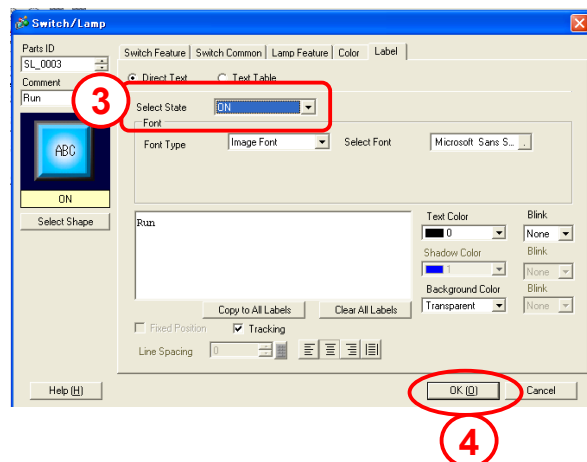 Switch/Lamp
Parts ID
SL_0003
Comment
Run
ABC
ON
Select Shape
Switch Feature Switch Common Lamp Feature Color Label
Direct Text Text Table
3
Select State ON
Font
Font Type Image Font Select Font Microsoft Sans S... .
Run
Text Color Blink
0 None
Shadow Color Blink
1 None
Background Color Blink
Transparent None
Copy to All Labels Clear All Labels
Fixed Position Tracking
Line Spacing 0
Help (H) OK (O) Cancel
4